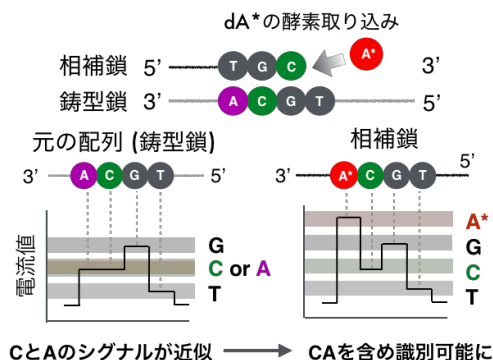 dA*の酵素取り込み
相補鎖 5’ T G C A* 3’
鋳型鎖 3’ A C G T 5’
元の配列 (鋳型鎖)
3’ A C G T 5’
電流値
G
C or A
T
相補鎖
3’ A* C G T 5’
A*
G
C
T
CとAのシグナルが近似
CAを含め識別可能に